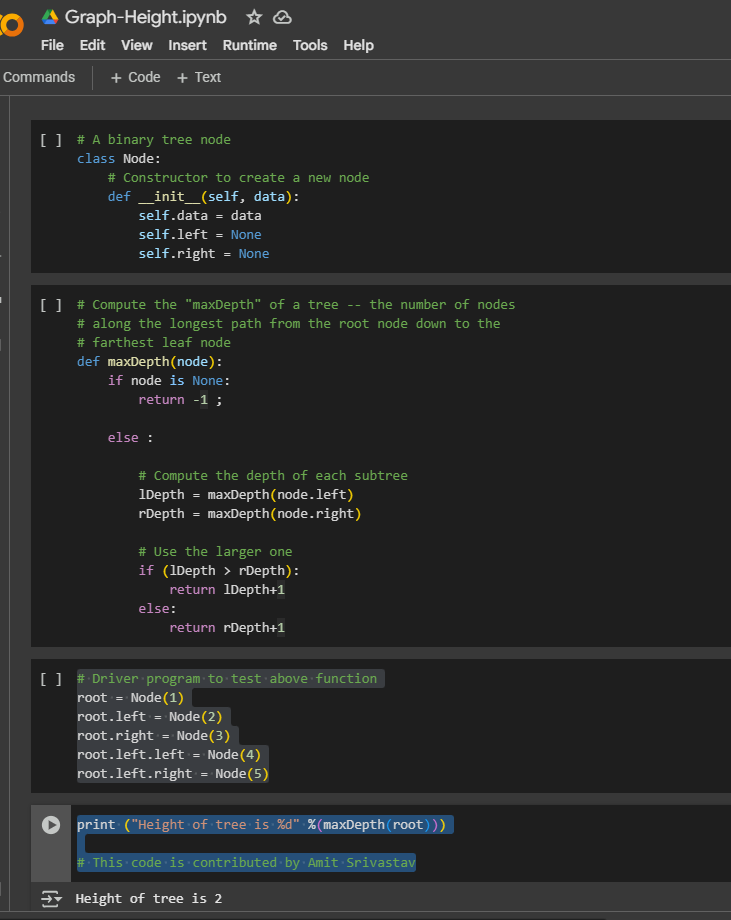 Graph-Height.ipynb
File Edit View Insert Runtime Tools Help
Commands + Code + Text
[ ] # A binary tree node
class Node:
    # Constructor to create a new node
    def __init__(self, data):
        self.data = data
        self.left = None
        self.right = None
[ ] # Compute the "maxDepth" of a tree -- the number of nodes
# along the longest path from the root node down to the
# farthest leaf node
def maxDepth(node):
    if node is None:
        return -1 ;
    else :
        # Compute the depth of each subtree
        lDepth = maxDepth(node.left)
        rDepth = maxDepth(node.right)
        # Use the larger one
        if (lDepth > rDepth):
            return lDepth+1
        else:
            return rDepth+1
[ ] # Driver program to test above function
root = Node(1)
root.left = Node(2)
root.right = Node(3)
root.left.left = Node(4)
root.left.right = Node(5)
print ("Height of tree is %d" %(maxDepth(root)))
# This code is contributed by Amit Srivastav
Height of tree is 2